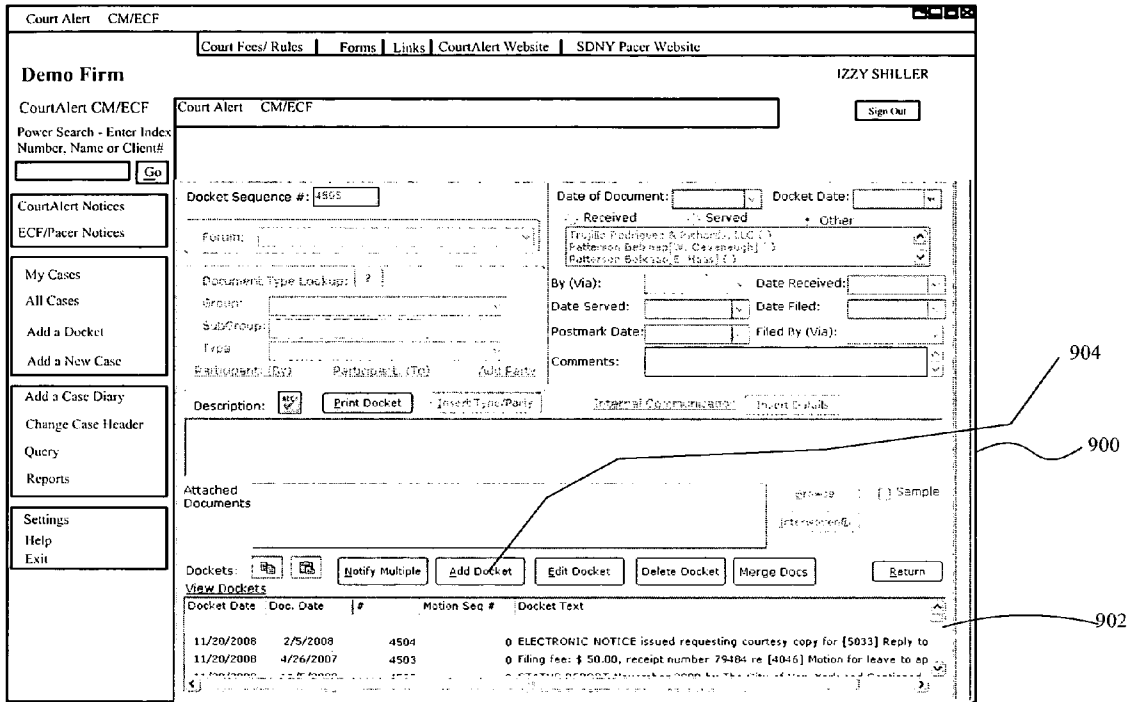 Court Alert CM/ECF
Court Fees/ Rules Forms Links CourtAlert Website SDNY Pacer Website
Demo Firm
IZZY SHILLER
CourtAlert CM/ECF
Court Alert CM/ECF
Sign Out
Power Search - Enter Index
Number, Name or Client#
Go
CourtAlert Notices
ECF/Pacer Notices
My Cases
All Cases
Add a Docket
Add a New Case
Add a Case Diary
Change Case Header
Query
Reports
Settings
Help
Exit
Docket Sequence #:
Forum:
Document Type Lookup: ?
Group:
SubGroup:
Type
Participant: (By) Participant: (To) Add Party
Date of Document: Docket Date:
Received Served Other
By (Via): Date Received:
Date Served: Date Filed:
Postmark Date: Filed By (Via):
Comments:
Description: Print Docket Insert Type/Party Internal Communication Insert Details
Attached
Documents
Browse Sample
Dockets: Notify Multiple Add Docket Edit Docket Delete Docket Merge Docs Return
View Dockets
Docket Date Doc. Date # Motion Seq # Docket Text
11/20/2008 2/5/2008 4504 0 ELECTRONIC NOTICE issued requesting courtesy copy for [5033] Reply to
11/20/2008 4/26/2007 4503 0 Filing fee: $ 50.00, receipt number 79484 re [4046] Motion for leave to ap
904
900
902